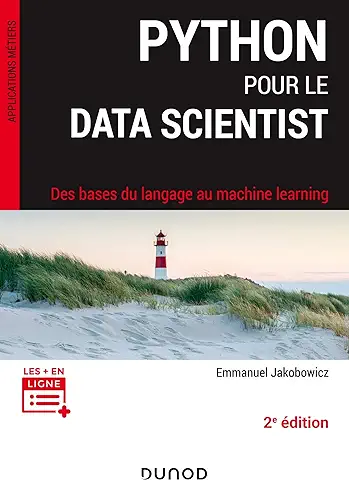 APPLICATIONS MÉTIERS
PYTHON
POUR LE
DATA SCIENTIST
Des bases du langage au machine learning
LES + EN
LIGNE
Emmanuel Jakobowicz
2e édition
DUNOD